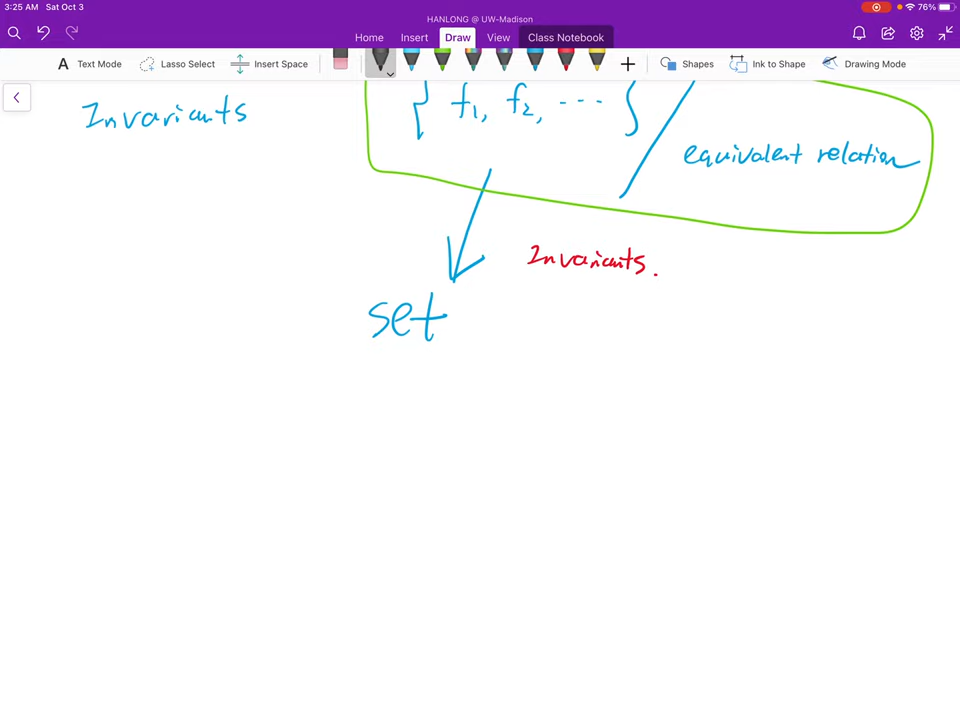 3:25 AM Sat Oct 3
76%
HANLONG @ UW-Madison
Home Insert Draw View Class Notebook
Text Mode Lasso Select Insert Space Shapes Ink to Shape Drawing Mode
Invariants
{ f1, f2, ··· } / equivalent relation
Invariants.
set